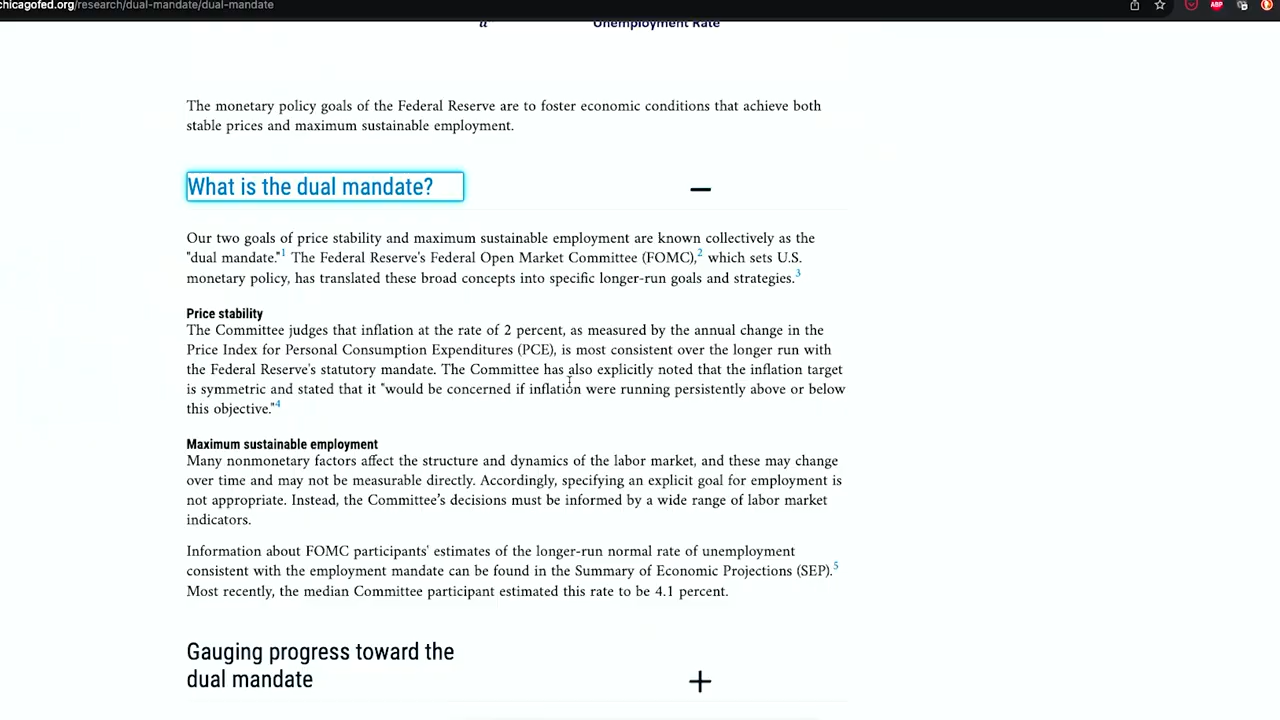 chicagofed.org/research/dual-mandate/dual-mandate
ABP
u Unemployment Rate
The monetary policy goals of the Federal Reserve are to foster economic conditions that achieve both
stable prices and maximum sustainable employment.
What is the dual mandate?
Our two goals of price stability and maximum sustainable employment are known collectively as the
"dual mandate."1 The Federal Reserve's Federal Open Market Committee (FOMC),2 which sets U.S.
monetary policy, has translated these broad concepts into specific longer-run goals and strategies.3
Price stability
The Committee judges that inflation at the rate of 2 percent, as measured by the annual change in the
Price Index for Personal Consumption Expenditures (PCE), is most consistent over the longer run with
the Federal Reserve's statutory mandate. The Committee has also explicitly noted that the inflation target
is symmetric and stated that it "would be concerned if inflation were running persistently above or below
this objective."4
Maximum sustainable employment
Many nonmonetary factors affect the structure and dynamics of the labor market, and these may change
over time and may not be measurable directly. Accordingly, specifying an explicit goal for employment is
not appropriate. Instead, the Committee's decisions must be informed by a wide range of labor market
indicators.
Information about FOMC participants' estimates of the longer-run normal rate of unemployment
consistent with the employment mandate can be found in the Summary of Economic Projections (SEP).5
Most recently, the median Committee participant estimated this rate to be 4.1 percent.
Gauging progress toward the
dual mandate